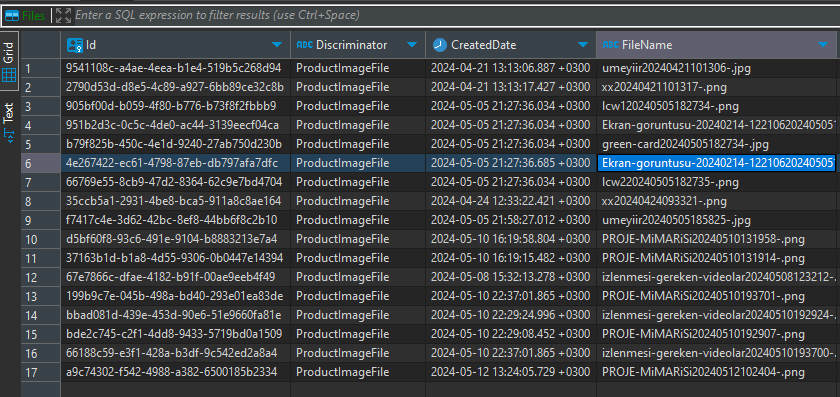 Files Enter a SQL expression to filter results (use Ctrl+Space)
Grid
Text
Id ABC Discriminator CreatedDate ABC FileName
1 9541108c-a4ae-4eea-b1e4-519b5c268d94 ProductImageFile 2024-04-21 13:13:06.887 +0300 umeyiir20240421101306-.jpg
2 2790d53d-d8e5-4c89-a927-6bb89ce32c8b ProductImageFile 2024-04-21 13:13:17.427 +0300 xx20240421101317-.png
3 905bf00d-b059-4f80-b776-b73f8f2fbbb9 ProductImageFile 2024-05-05 21:27:36.034 +0300 Icw120240505182734-.png
4 951b2d3c-0c5c-4de0-ac44-3139eecf04ca ProductImageFile 2024-05-05 21:27:36.034 +0300 Ekran-goruntusu-20240214-12210620240505
5 b79f825b-450c-4e1d-9240-27ab750d230b ProductImageFile 2024-05-05 21:27:36.034 +0300 green-card20240505182734-.jpg
6 4e267422-ec61-4798-87eb-db797afa7dfc ProductImageFile 2024-05-05 21:27:36.685 +0300 Ekran-goruntusu-20240214-12210620240505
7 66769e55-8cb9-47d2-8364-62c9e7bd4704 ProductImageFile 2024-05-05 21:27:36.034 +0300 Icw220240505182735-.png
8 35ccb5a1-2931-4be8-bca5-911a8c8ae164 ProductImageFile 2024-04-24 12:33:22.421 +0300 xx20240424093321-.png
9 f7417c4e-3d62-42bc-8ef8-44bb6f8c2b10 ProductImageFile 2024-05-05 21:58:27.012 +0300 umeyiir20240505185825-.jpg
10 d5bf60f8-93c6-491e-9104-b8883213e7a4 ProductImageFile 2024-05-10 16:19:58.804 +0300 PROJE-MiMARiSi20240510131958-.png
11 37163b1d-b1a8-4d55-9306-0b0447e14394 ProductImageFile 2024-05-10 16:19:15.482 +0300 PROJE-MiMARiSi20240510131914-.png
12 67e7866c-dfae-4182-b91f-00ae9eeb4f49 ProductImageFile 2024-05-08 15:32:13.278 +0300 izlenmesi-gereken-videolar20240508123212-
13 199b9c7e-045b-498a-bd40-293e01ea83de ProductImageFile 2024-05-10 22:37:01.865 +0300 PROJE-MiMARiSi20240510193701-.png
14 bbad081d-439e-453d-90e6-51e9660fa81e ProductImageFile 2024-05-10 22:29:24.996 +0300 izlenmesi-gereken-videolar20240510192924-
15 bde2c745-c2f1-4dd8-9433-5719bd0a1509 ProductImageFile 2024-05-10 22:29:08.452 +0300 PROJE-MiMARiSi20240510192907-.png
16 66188c59-e3f1-428a-b3df-9c542ed2a8a4 ProductImageFile 2024-05-10 22:37:01.865 +0300 izlenmesi-gereken-videolar20240510193700-
17 a9c74302-f542-4988-a382-6500185b2334 ProductImageFile 2024-05-12 13:24:05.729 +0300 PROJE-MiMARiSi20240512102404-.png